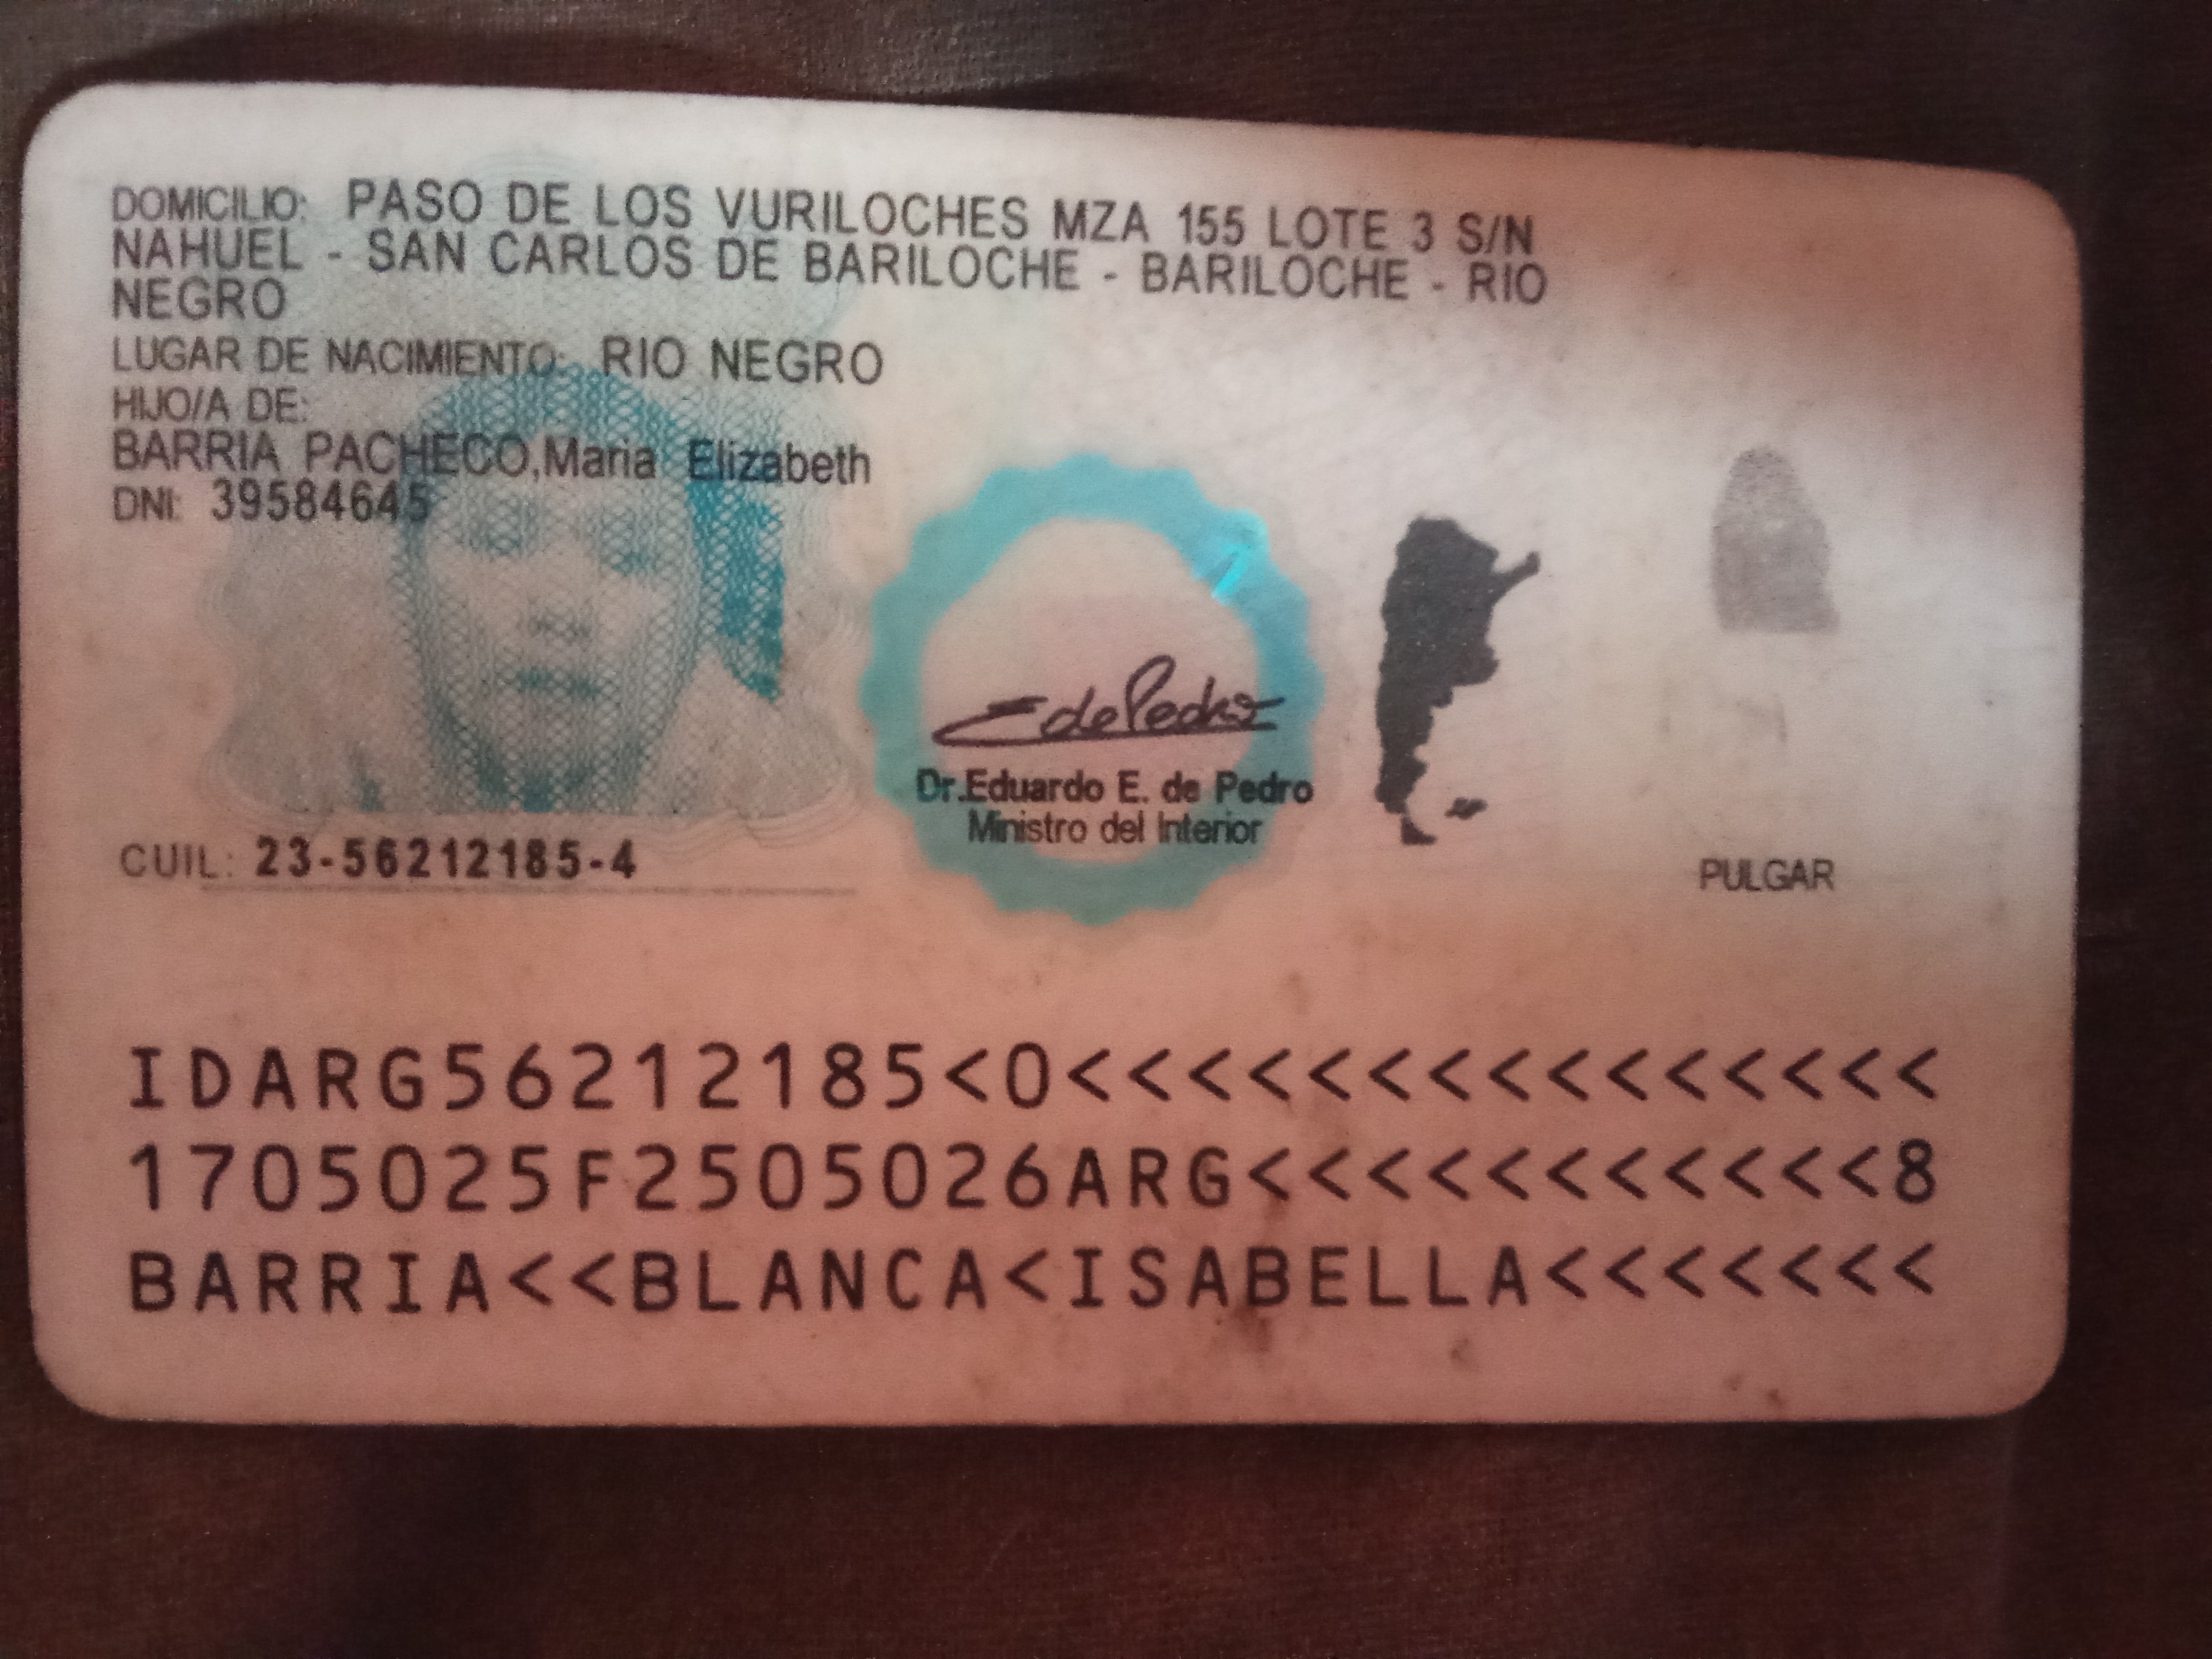 DOMICILIO: PASO DE LOS VURILOCHES MZA 155 LOTE 3 S/N
NAHUEL - SAN CARLOS DE BARILOCHE - BARILOCHE - RIO
NEGRO
LUGAR DE NACIMIENTO: RIO NEGRO
HIJO/A DE:
BARRIA PACHECO,Maria Elizabeth
DNI: 39584645
EdePedro
Dr.Eduardo E. de Pedro
Ministro del Interior
CUIL: 23-56212185-4
PULGAR
IDARG56212185<0<<<<<<<<<<<<<<<
1705025F2505026ARG<<<<<<<<<<<8
BARRIA<<BLANCA<ISABELLA<<<<<<<